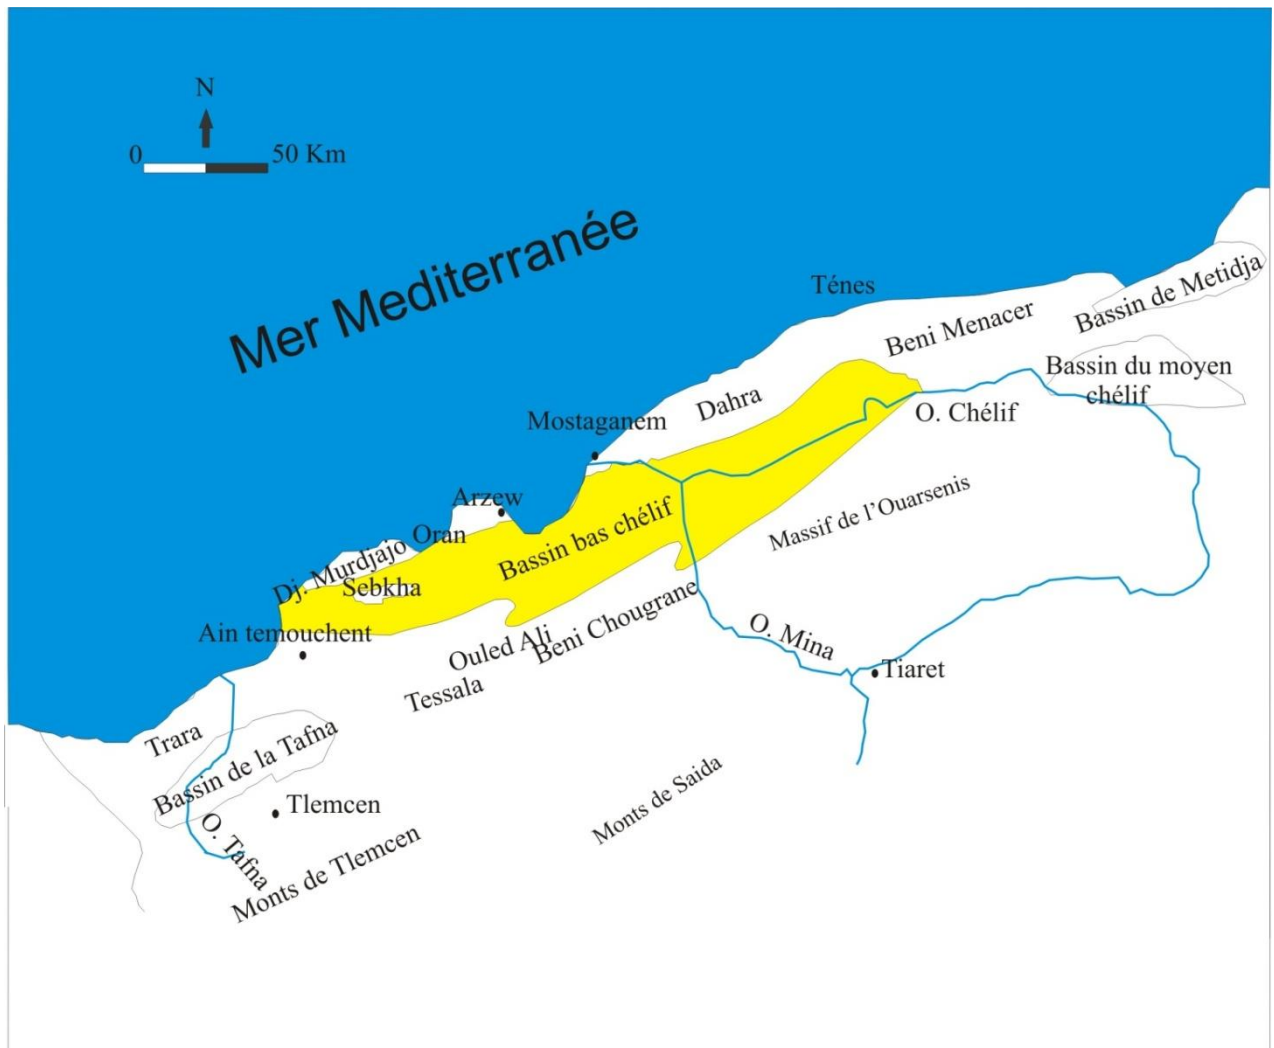 N
0 50 Km
Mer Mediterranée
Ténes
Bassin de Metidja
Beni Menacer
Bassin du moyen
chélif
Dahra
O. Chélif
Mostaganem
Arzew
Massif de l'Ouarsenis
Oran
Bassin bas chélif
Dj. Murdjajo
Sebkha
Ain temouchent
Ouled Ali
Beni Chougrane
O. Mina
Tiaret
Tessala
Trara
Bassin de la Tafna
Tlemcen
Monts de Saida
O. Tafna
Monts de Tlemcen